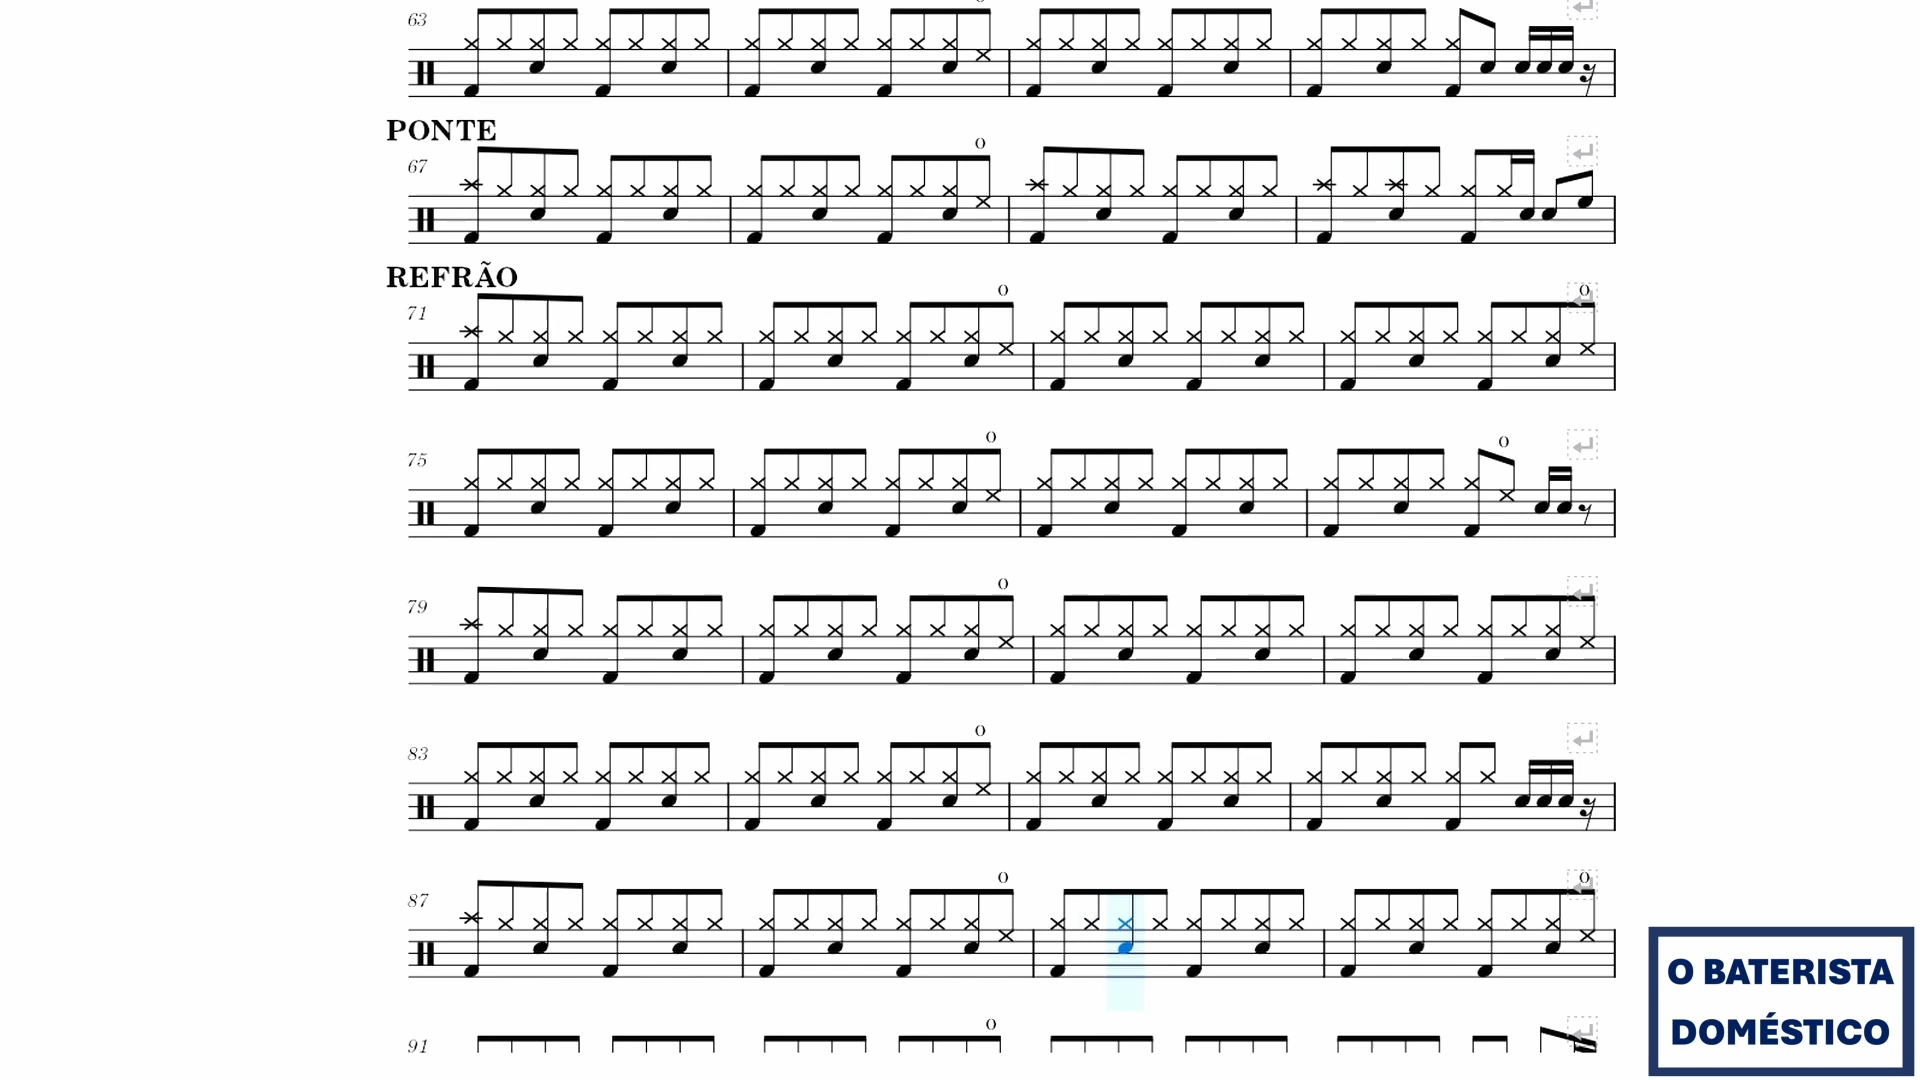 63
PONTE
67
o
REFRÃO
71
o
o
75
o
o
79
o
83
o
87
o
o
91
o
O BATERISTA
DOMÉSTICO